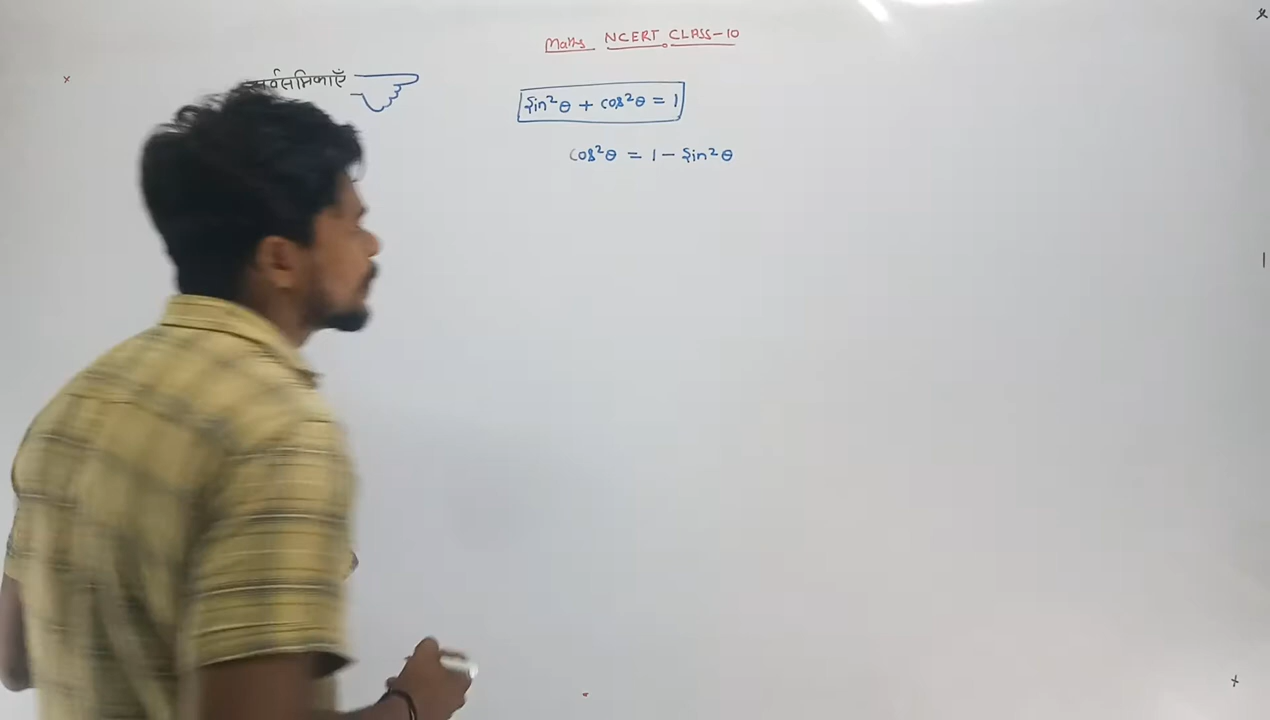 Maths NCERT CLASS-10
sin²θ + cos²θ = 1
cos²θ = 1 - sin²θ